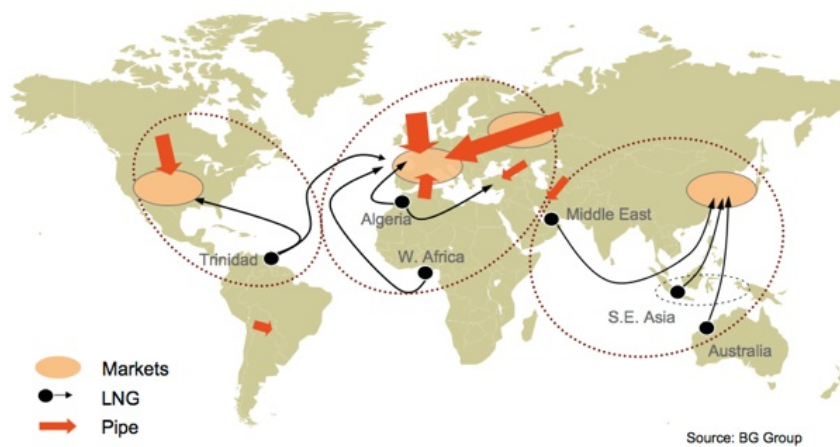 Algeria
Middle East
Trinidad
W. Africa
S.E. Asia
Australia
Markets
LNG
Pipe
Source: BG Group